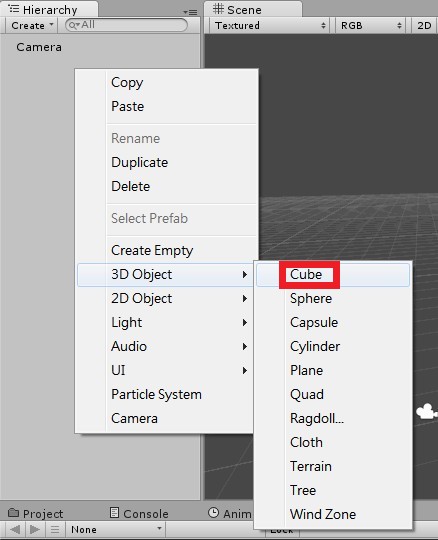 Hierarchy
Scene
Create
All
Textured
RGB
2D
Camera
Copy
Paste
Rename
Duplicate
Delete
Select Prefab
Create Empty
3D Object
2D Object
Light
Audio
UI
Particle System
Camera
Cube
Sphere
Capsule
Cylinder
Plane
Quad
Ragdoll...
Cloth
Terrain
Tree
Wind Zone
Project
Console
Anim
None
Lock